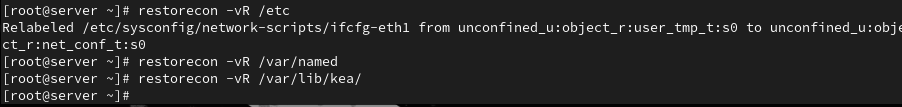 [root@server ~]# restorecon -vR /etc
Relabeled /etc/sysconfig/network-scripts/ifcfg-eth1 from unconfined_u:object_r:user_tmp_t:s0 to unconfined_u:obje
ct_r:net_conf_t:s0
[root@server ~]# restorecon -vR /var/named
[root@server ~]# restorecon -vR /var/lib/kea/
[root@server ~]#